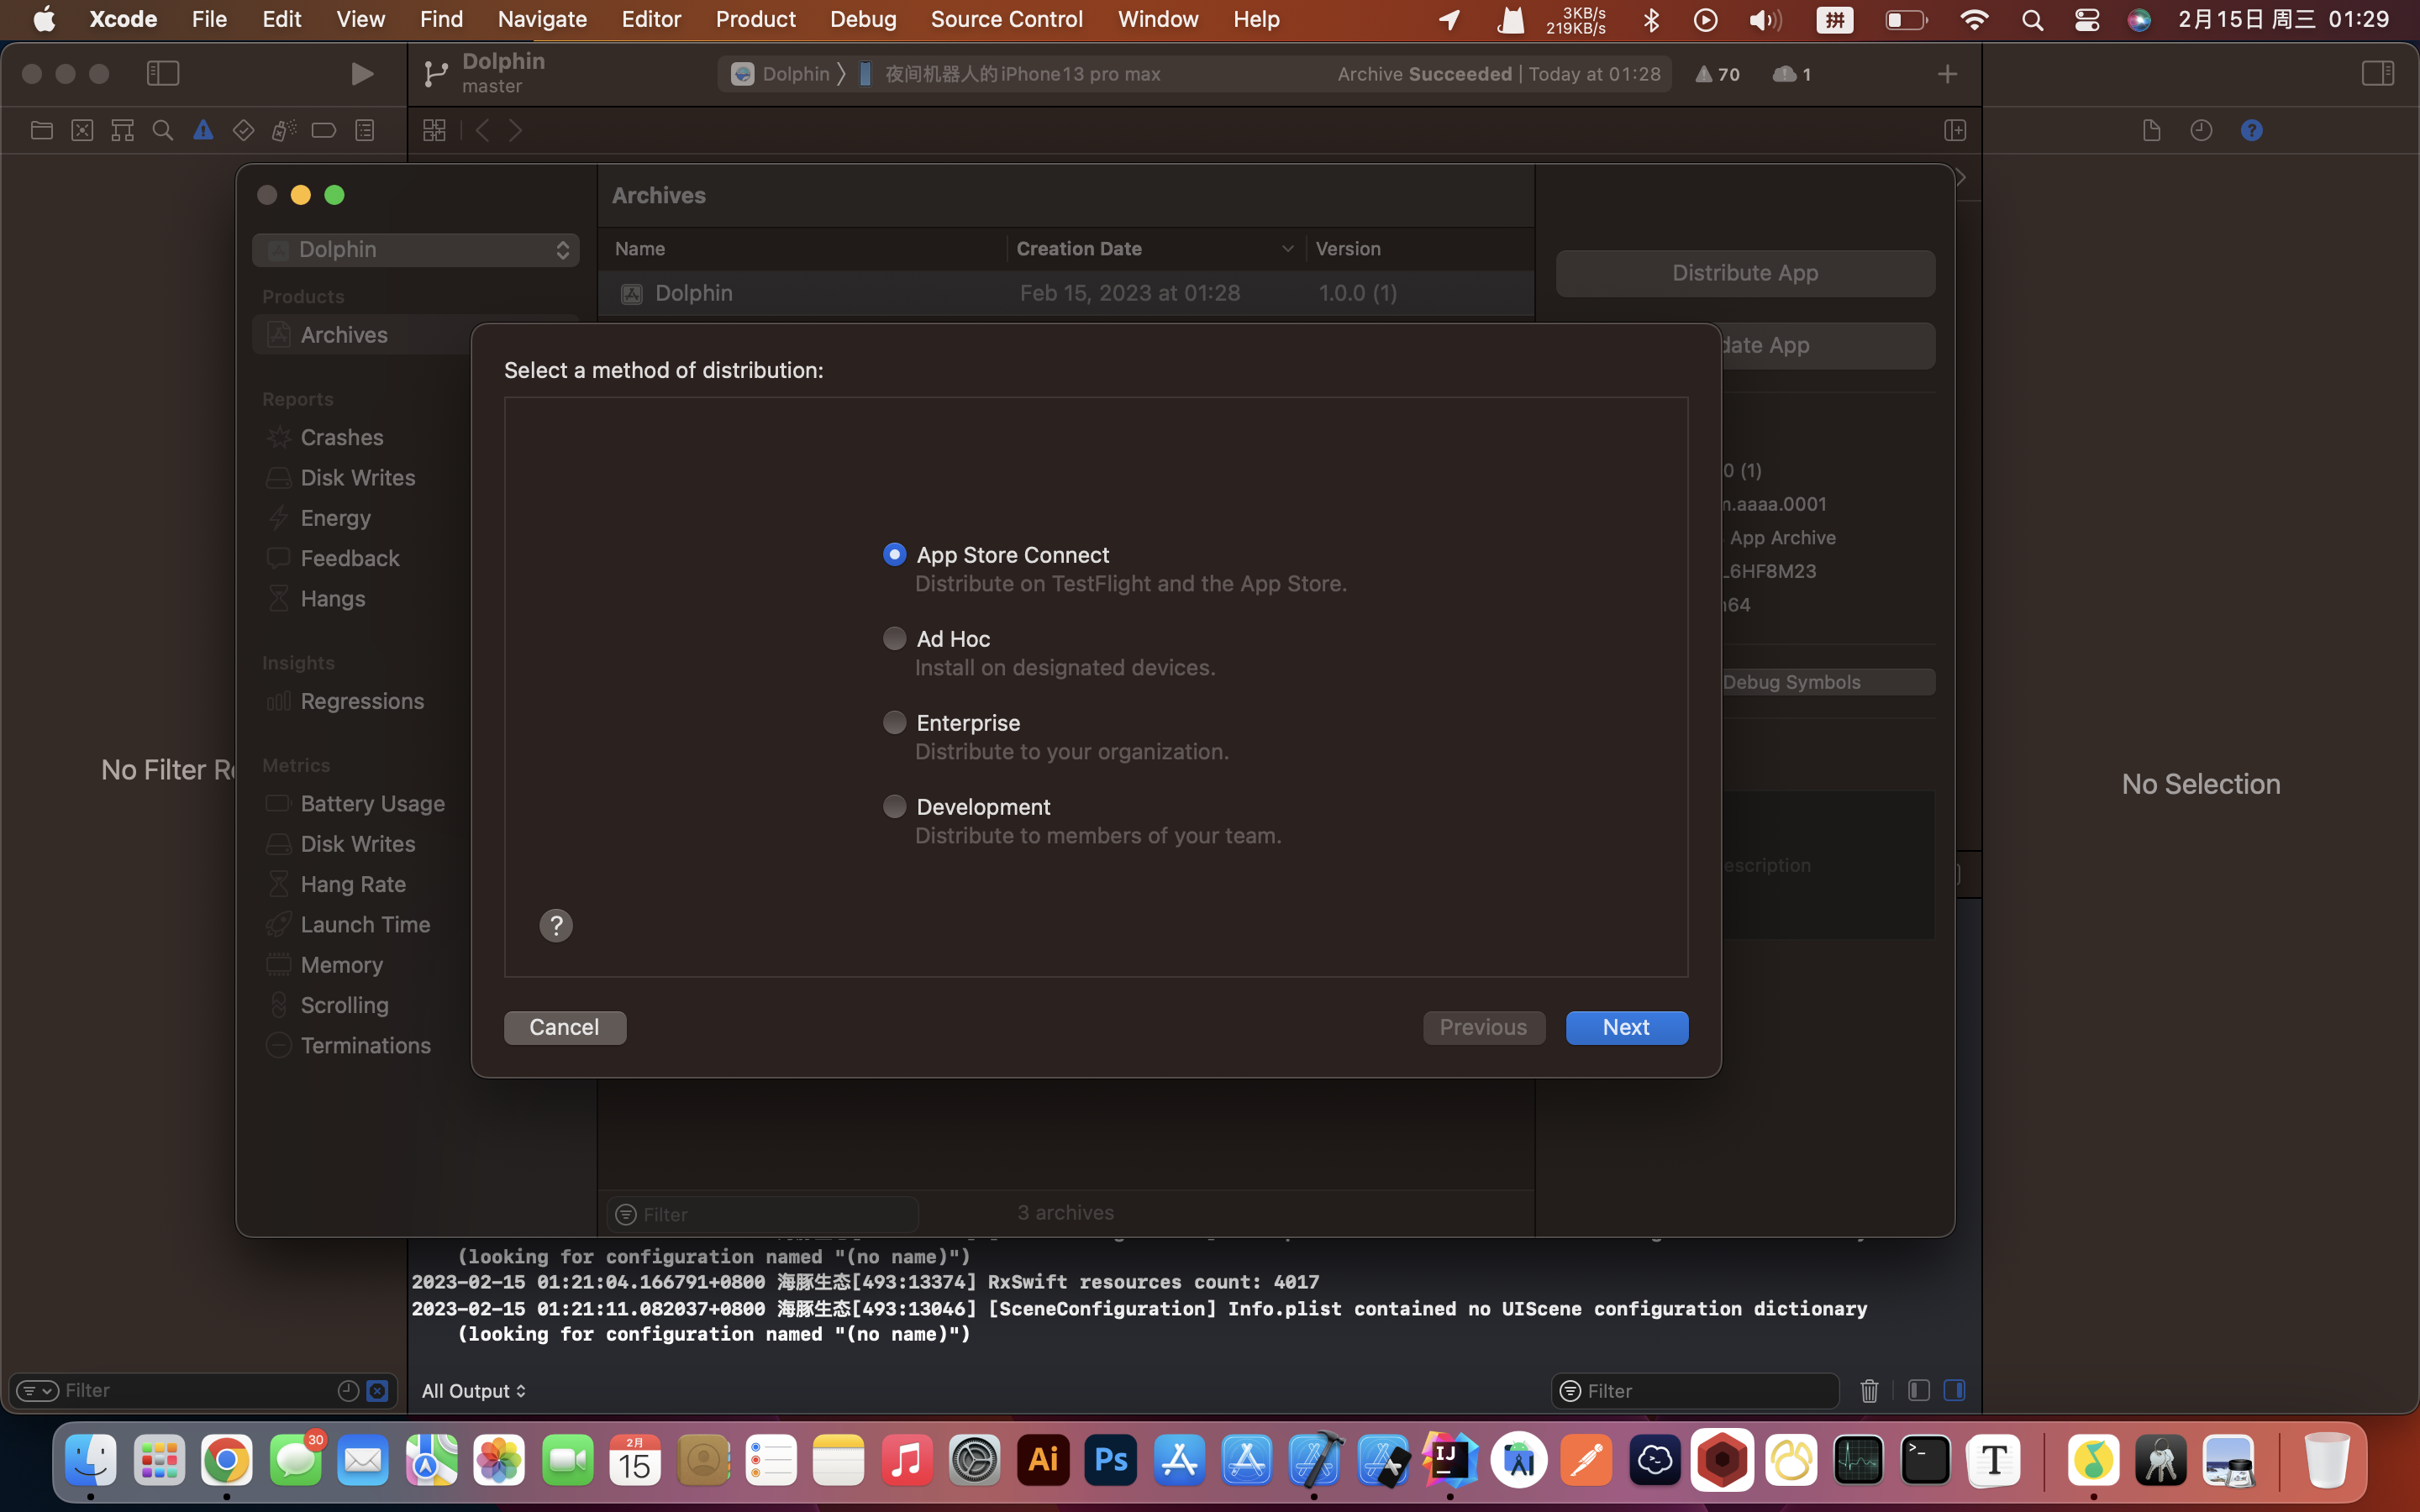 Xcode File Edit View Find Navigate Editor Product Debug Source Control Window Help 3KB/s 219KB/s 拼 2月15日 周三 01:29
Dolphin
master
Dolphin 〉 夜间机器人的iPhone13 pro max Archive Succeeded | Today at 01:28 70 1
Archives
Dolphin
Name Creation Date Version
Dolphin Feb 15, 2023 at 01:28 1.0.0 (1)
Distribute App
date App
Products
Archives
Reports
Crashes
Disk Writes
Energy
Feedback
Hangs
Insights
Regressions
Metrics
Battery Usage
Disk Writes
Hang Rate
Launch Time
Memory
Scrolling
Terminations
Select a method of distribution:
App Store Connect
Distribute on TestFlight and the App Store.
Ad Hoc
Install on designated devices.
Enterprise
Distribute to your organization.
Development
Distribute to members of your team.
?
Cancel Previous Next
0 (1)
n.aaaa.0001
App Archive
L6HF8M23
64
Debug Symbols
escription
No Filter Re
No Selection
Filter 3 archives
(looking for configuration named "(no name)")
2023-02-15 01:21:04.166791+0800 海豚生态[493:13374] RxSwift resources count: 4017
2023-02-15 01:21:11.082037+0800 海豚生态[493:13046] [SceneConfiguration] Info.plist contained no UIScene configuration dictionary
(looking for configuration named "(no name)")
Filter All Output Filter
30 2月 15 Ai Ps IJ T